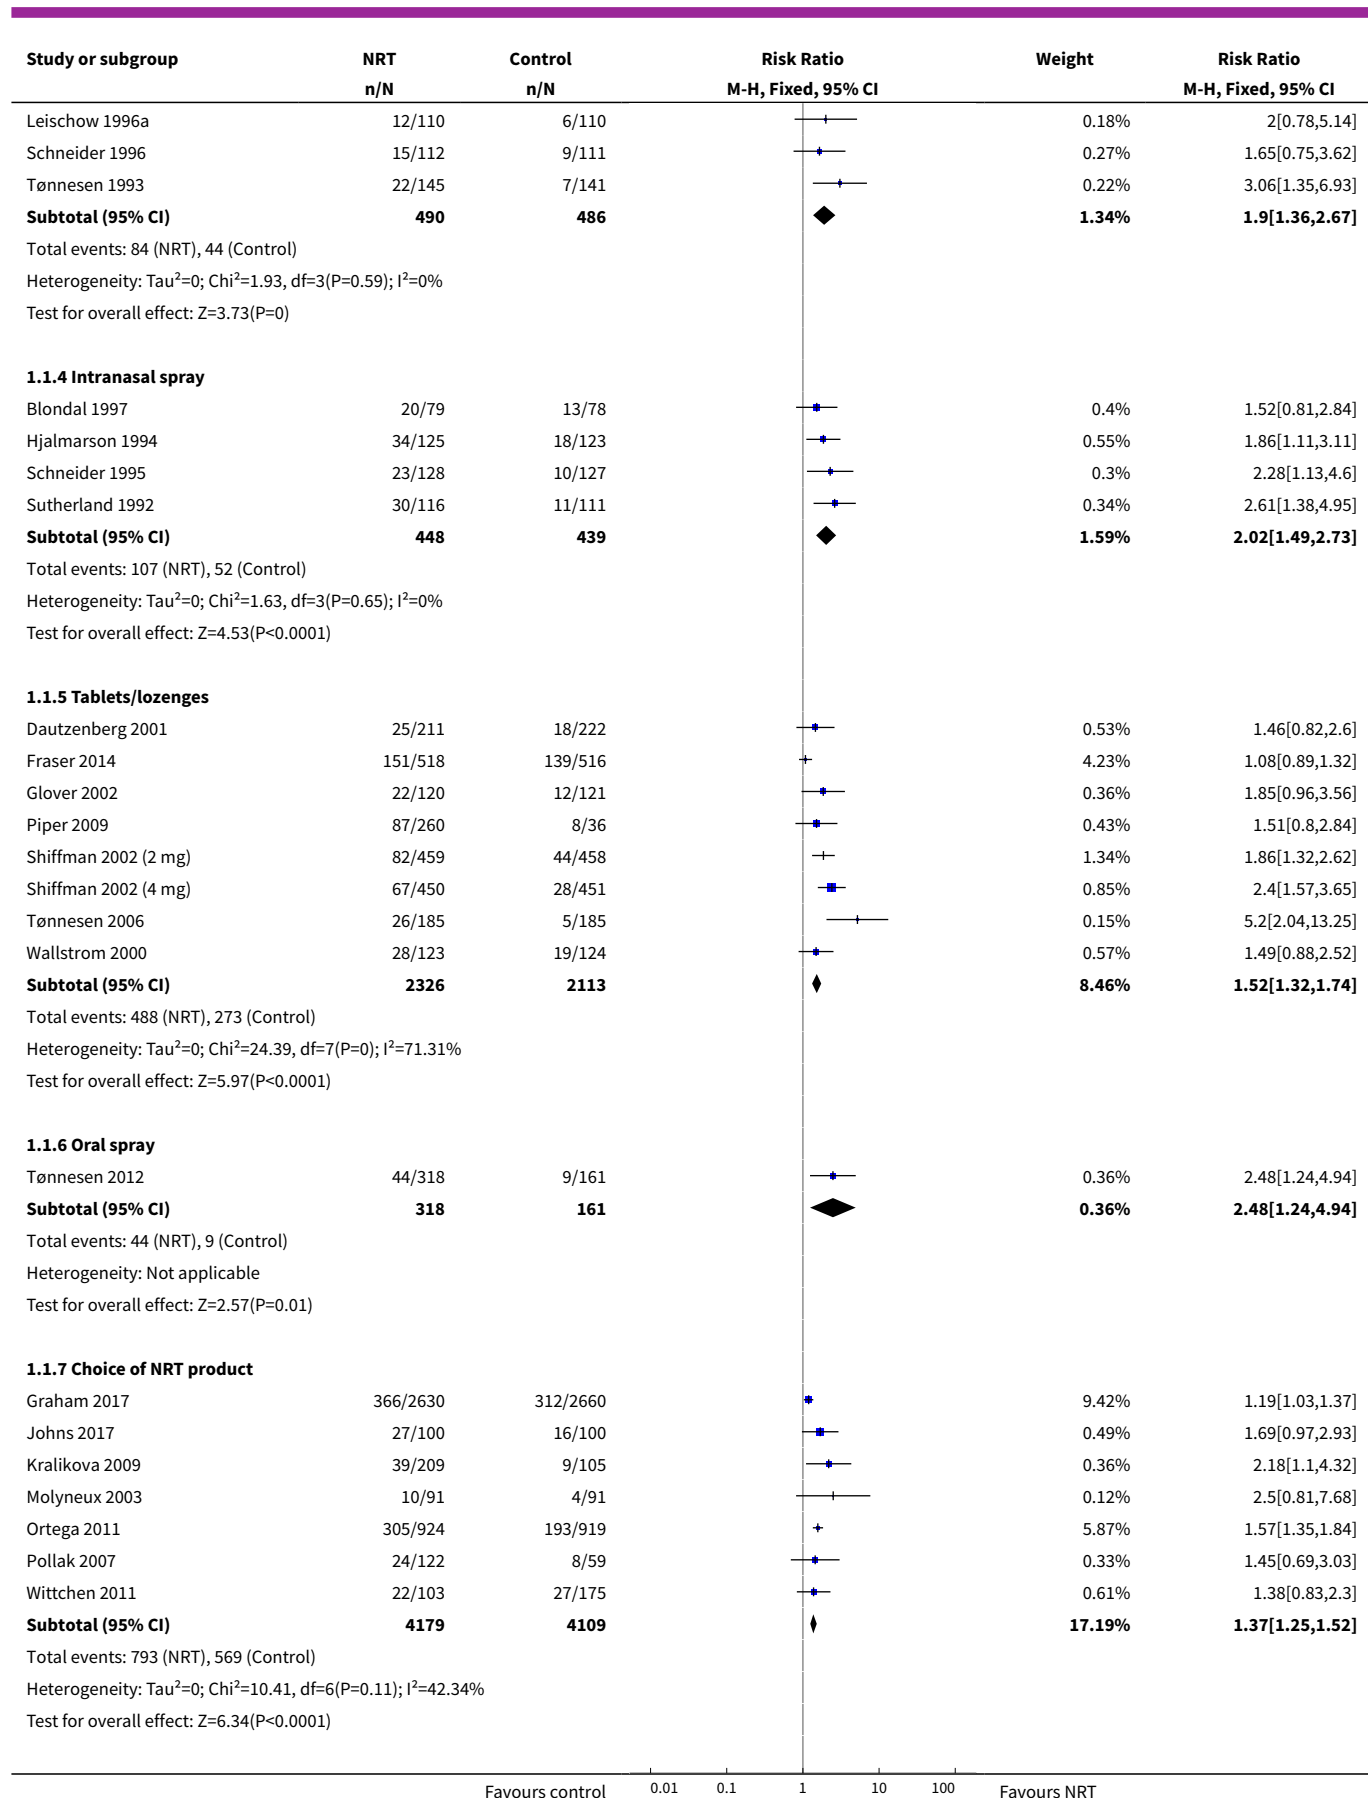 Study or subgroup NRT Control Risk Ratio Weight Risk Ratio
n/N n/N M-H, Fixed, 95% CI M-H, Fixed, 95% CI
Leischow 1996a 12/110 6/110 0.18% 2[0.78,5.14]
Schneider 1996 15/112 9/111 0.27% 1.65[0.75,3.62]
Tønnesen 1993 22/145 7/141 0.22% 3.06[1.35,6.93]
Subtotal (95% CI) 490 486 1.34% 1.9[1.36,2.67]
Total events: 84 (NRT), 44 (Control)
Heterogeneity: Tau²=0; Chi²=1.93, df=3(P=0.59); I²=0%
Test for overall effect: Z=3.73(P=0)
1.1.4 Intranasal spray
Blondal 1997 20/79 13/78 0.4% 1.52[0.81,2.84]
Hjalmarson 1994 34/125 18/123 0.55% 1.86[1.11,3.11]
Schneider 1995 23/128 10/127 0.3% 2.28[1.13,4.6]
Sutherland 1992 30/116 11/111 0.34% 2.61[1.38,4.95]
Subtotal (95% CI) 448 439 1.59% 2.02[1.49,2.73]
Total events: 107 (NRT), 52 (Control)
Heterogeneity: Tau²=0; Chi²=1.63, df=3(P=0.65); I²=0%
Test for overall effect: Z=4.53(P<0.0001)
1.1.5 Tablets/lozenges
Dautzenberg 2001 25/211 18/222 0.53% 1.46[0.82,2.6]
Fraser 2014 151/518 139/516 4.23% 1.08[0.89,1.32]
Glover 2002 22/120 12/121 0.36% 1.85[0.96,3.56]
Piper 2009 87/260 8/36 0.43% 1.51[0.8,2.84]
Shiffman 2002 (2 mg) 82/459 44/458 1.34% 1.86[1.32,2.62]
Shiffman 2002 (4 mg) 67/450 28/451 0.85% 2.4[1.57,3.65]
Tønnesen 2006 26/185 5/185 0.15% 5.2[2.04,13.25]
Wallstrom 2000 28/123 19/124 0.57% 1.49[0.88,2.52]
Subtotal (95% CI) 2326 2113 8.46% 1.52[1.32,1.74]
Total events: 488 (NRT), 273 (Control)
Heterogeneity: Tau²=0; Chi²=24.39, df=7(P=0); I²=71.31%
Test for overall effect: Z=5.97(P<0.0001)
1.1.6 Oral spray
Tønnesen 2012 44/318 9/161 0.36% 2.48[1.24,4.94]
Subtotal (95% CI) 318 161 0.36% 2.48[1.24,4.94]
Total events: 44 (NRT), 9 (Control)
Heterogeneity: Not applicable
Test for overall effect: Z=2.57(P=0.01)
1.1.7 Choice of NRT product
Graham 2017 366/2630 312/2660 9.42% 1.19[1.03,1.37]
Johns 2017 27/100 16/100 0.49% 1.69[0.97,2.93]
Kralikova 2009 39/209 9/105 0.36% 2.18[1.1,4.32]
Molyneux 2003 10/91 4/91 0.12% 2.5[0.81,7.68]
Ortega 2011 305/924 193/919 5.87% 1.57[1.35,1.84]
Pollak 2007 24/122 8/59 0.33% 1.45[0.69,3.03]
Wittchen 2011 22/103 27/175 0.61% 1.38[0.83,2.3]
Subtotal (95% CI) 4179 4109 17.19% 1.37[1.25,1.52]
Total events: 793 (NRT), 569 (Control)
Heterogeneity: Tau²=0; Chi²=10.41, df=6(P=0.11); I²=42.34%
Test for overall effect: Z=6.34(P<0.0001)
Favours control 0.01 0.1 1 10 100 Favours NRT